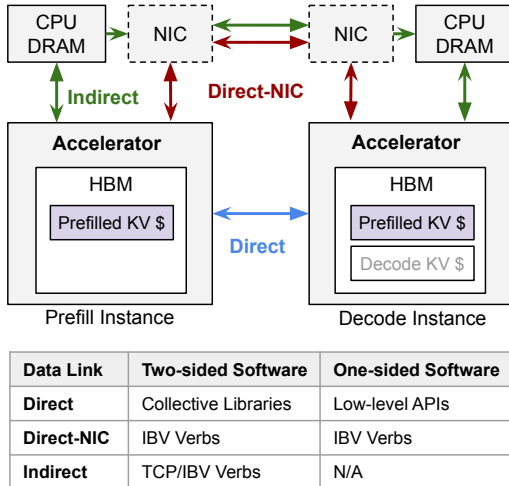 CPU
DRAM
NIC
NIC
CPU
DRAM
Indirect
Direct-NIC
Accelerator
HBM
Prefilled KV $
Accelerator
HBM
Prefilled KV $
Decode KV $
Direct
Prefill Instance
Decode Instance
Data Link Two-sided Software One-sided Software
Direct Collective Libraries Low-level APIs
Direct-NIC IBV Verbs IBV Verbs
Indirect TCP/IBV Verbs N/A